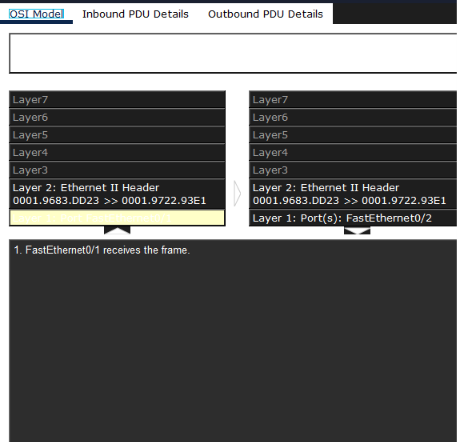 OSI Model Inbound PDU Details Outbound PDU Details
Layer7
Layer6
Layer5
Layer4
Layer3
Layer 2: Ethernet II Header
0001.9683.DD23 >> 0001.9722.93E1
Layer7
Layer6
Layer5
Layer4
Layer3
Layer 2: Ethernet II Header
0001.9683.DD23 >> 0001.9722.93E1
Layer 1: Port(s): FastEthernet0/2
1. FastEthernet0/1 receives the frame.